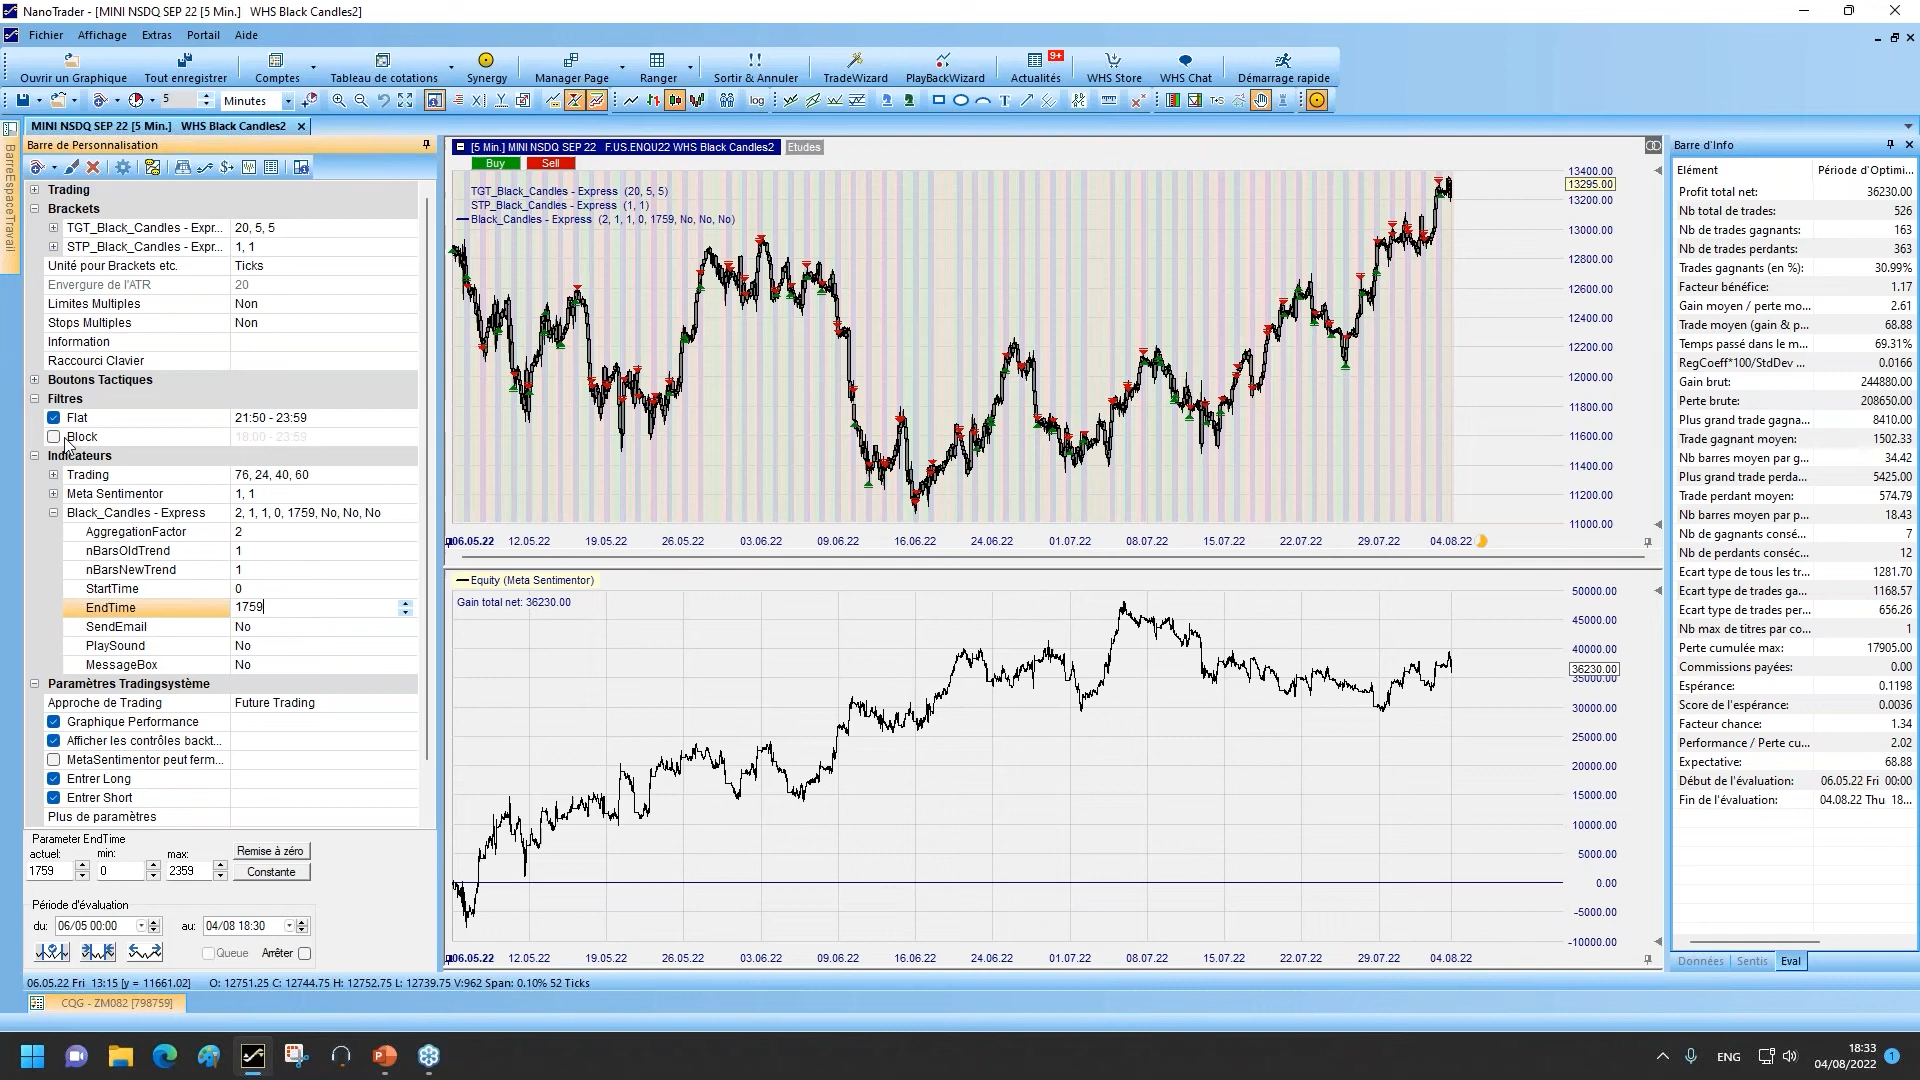 NanoTrader - [MINI NSDQ SEP 22 [5 Min.]   WHS Black Candles2]
Fichier Affichage Extras Portail Aide
Ouvrir un Graphique Tout enregistrer Comptes Tableau de cotations Synergy Manager Page Ranger Sortir & Annuler TradeWizard PlayBackWizard 9+ Actualités WHS Store WHS Chat Démarrage rapide
5 Minutes log T+S
MINI NSDQ SEP 22 [5 Min.]   WHS Black Candles2
BarreEspaceTravail
Barre de Personnalisation
Trading
Brackets
TGT_Black_Candles - Expr... 20, 5, 5
STP_Black_Candles - Expr... 1, 1
Unité pour Brackets etc. Ticks
Envergure de l'ATR 20
Limites Multiples Non
Stops Multiples Non
Information
Raccourci Clavier
Boutons Tactiques
Filtres
Flat 21:50 - 23:59
Block 18:00 - 23:59
Indicateurs
Trading 76, 24, 40, 60
Meta Sentimentor 1, 1
Black_Candles - Express 2, 1, 1, 0, 1759, No, No, No
AggregationFactor 2
nBarsOldTrend 1
nBarsNewTrend 1
StartTime 0
EndTime 1759
SendEmail No
PlaySound No
MessageBox No
Paramètres Tradingsystème
Approche de Trading Future Trading
Graphique Performance
Afficher les contrôles backt...
MetaSentimentor peut ferm...
Entrer Long
Entrer Short
Plus de paramètres
Parameter EndTime
actuel: min: max: Remise à zéro
1759 0 2359 Constante
Période d'évaluation
du: 06/05 00:00 au: 04/08 18:30
Queue Arrêter
[5 Min.] MINI NSDQ SEP 22   F.US.ENQU22 WHS Black Candles2 Etudes
Buy Sell
TGT_Black_Candles - Express (20, 5, 5)
STP_Black_Candles - Express (1, 1)
Black_Candles - Express (2, 1, 1, 0, 1759, No, No, No)
13400.00
13295.00
13200.00
13000.00
12800.00
12600.00
12400.00
12200.00
12000.00
11800.00
11600.00
11400.00
11200.00
11000.00
06.05.22 12.05.22 19.05.22 26.05.22 03.06.22 09.06.22 16.06.22 24.06.22 01.07.22 08.07.22 15.07.22 22.07.22 29.07.22 04.08.22
Equity (Meta Sentimentor)
Gain total net: 36230.00
50000.00
45000.00
40000.00
36230.00
35000.00
30000.00
25000.00
20000.00
15000.00
10000.00
5000.00
0.00
-5000.00
-10000.00
06.05.22 12.05.22 19.05.22 26.05.22 03.06.22 09.06.22 16.06.22 24.06.22 01.07.22 08.07.22 15.07.22 22.07.22 29.07.22 04.08.22
Barre d'Info
Elément Période d'Optimi...
Profit total net: 36230.00
Nb total de trades: 526
Nb de trades gagnants: 163
Nb de trades perdants: 363
Trades gagnants (en %): 30.99%
Facteur bénéfice: 1.17
Gain moyen / perte mo... 2.61
Trade moyen (gain & p... 68.88
Temps passé dans le m... 69.31%
RegCoeff*100/StdDev ... 0.0166
Gain brut: 244880.00
Perte brute: 208650.00
Plus grand trade gagna... 8410.00
Trade gagnant moyen: 1502.33
Nb barres moyen par g... 34.42
Plus grand trade perda... 5425.00
Trade perdant moyen: 574.79
Nb barres moyen par p... 18.43
Nb de gagnants consé... 7
Nb de perdants conséc... 12
Ecart type de tous les tr... 1281.70
Ecart type de trades ga... 1168.57
Ecart type de trades per... 656.26
Nb max de titres par co... 1
Perte cumulée max: 17905.00
Commissions payées: 0.00
Espérance: 0.1198
Score de l'espérance: 0.0036
Facteur chance: 1.34
Performance / Perte cu... 2.02
Expectative: 68.88
Début de l'évaluation: 06.05.22 Fri 00:00
Fin de l'évaluation: 04.08.22 Thu 18...
Données Sentis Eval
06.05.22 Fri 13:15 [y = 11661.02] O: 12751.25 C: 12744.75 H: 12752.75 L: 12739.75 V:962 Span: 0.10% 52 Ticks
CQG - ZM082 [798759]
ENG 18:33
04/08/2022 1